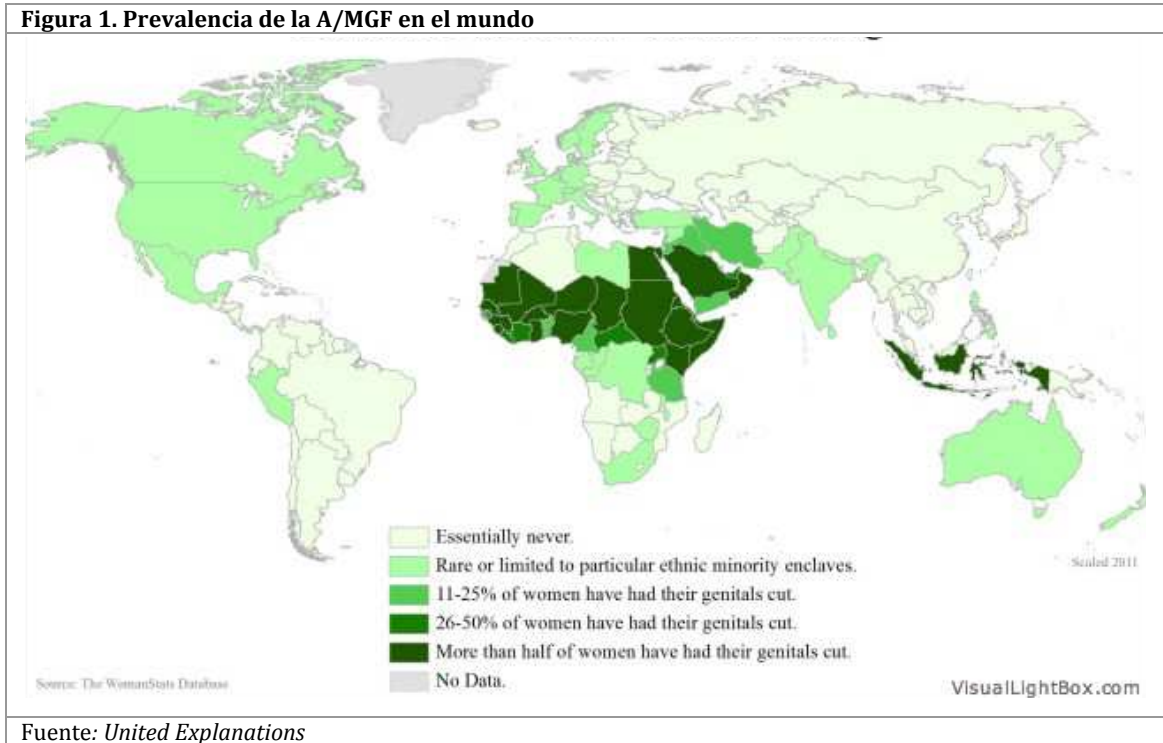 Figura 1. Prevalencia de la A/MGF en el mundo
Essentially never.
Rare or limited to particular ethnic minority enclaves.
Scaled 2011
11-25% of women have had their genitals cut.
26-50% of women have had their genitals cut.
More than half of women have had their genitals cut.
No Data.
Source: The WomanStats Database
VisualLightBox.com
Fuente: United Explanations